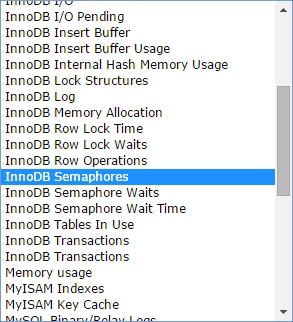 InnoDB I/O
InnoDB I/O Pending
InnoDB Insert Buffer
InnoDB Insert Buffer Usage
InnoDB Internal Hash Memory Usage
InnoDB Lock Structures
InnoDB Log
InnoDB Memory Allocation
InnoDB Row Lock Time
InnoDB Row Lock Waits
InnoDB Row Operations
InnoDB Semaphores
InnoDB Semaphore Waits
InnoDB Semaphore Wait Time
InnoDB Tables In Use
InnoDB Transactions
InnoDB Transactions
Memory usage
MyISAM Indexes
MyISAM Key Cache
MySQL Binary/Relay Logs